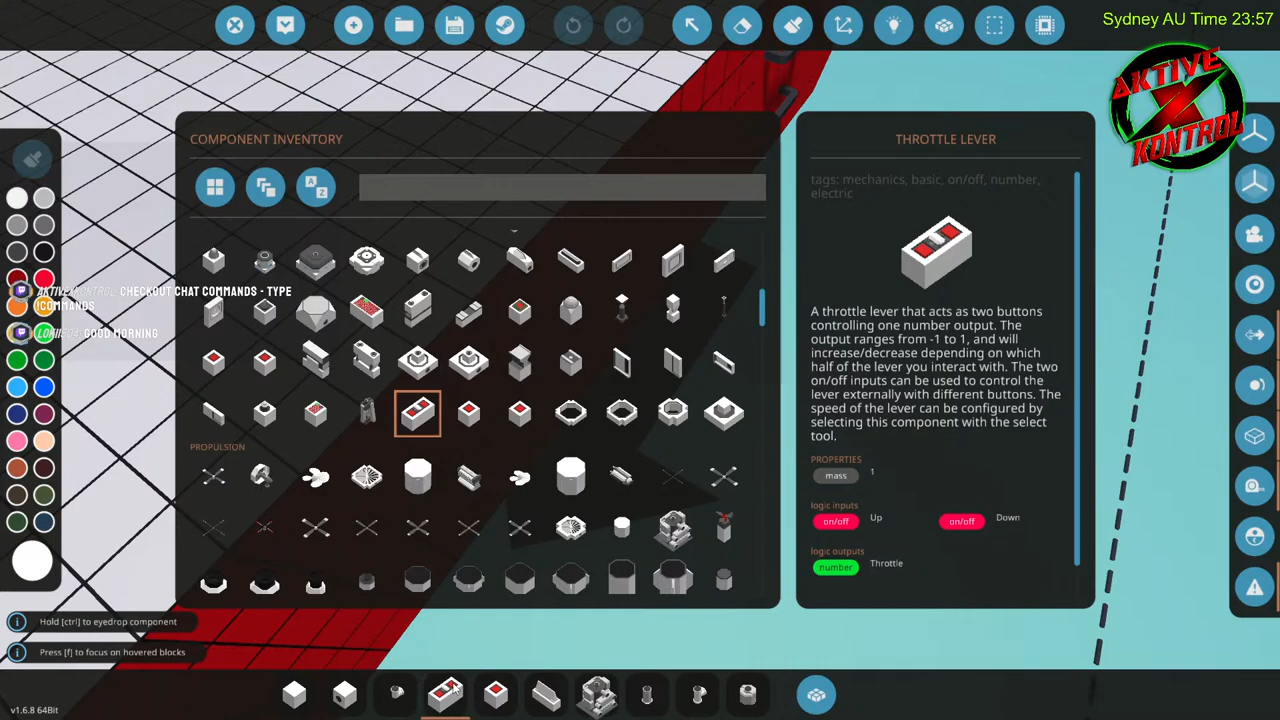 Sydney AU Time 23:57
AKTIVE
X
KONTROL
COMPONENT INVENTORY
A
Z
AKTIVEKONTROL: CHECKOUT CHAT COMMANDS - TYPE
!COMMANDS
GOOD MORNING
PROPULSION
THROTTLE LEVER
tags: mechanics, basic, on/off, number,
electric
A throttle lever that acts as two buttons
controlling one number output. The
output ranges from -1 to 1, and will
increase/decrease depending on which
half of the lever you interact with. The two
on/off inputs can be used to control the
lever externally with different buttons. The
speed of the lever can be configured by
selecting this component with the select
tool.
PROPERTIES
mass 1
logic inputs
on/off Up on/off Down
logic outputs
number Throttle
Hold [ctrl] to eyedrop component
Press [f] to focus on hovered blocks
v1.6.8 64Bit